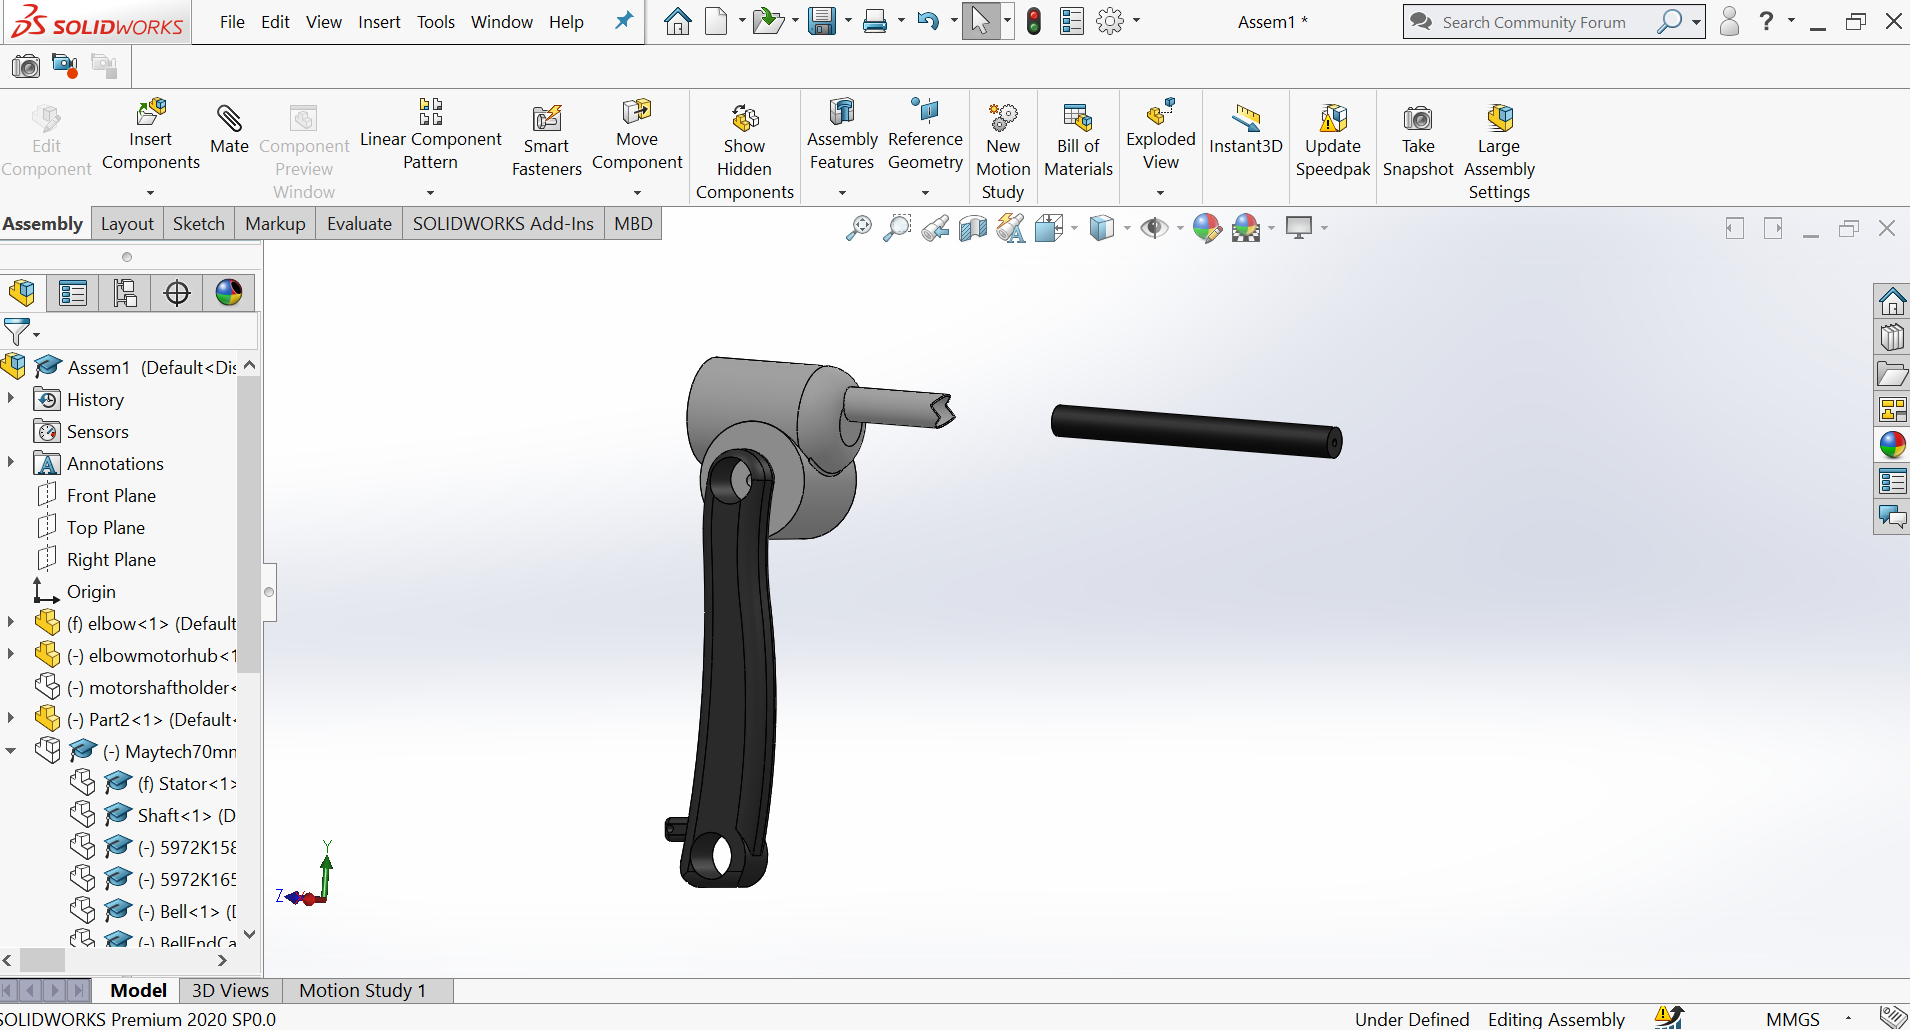 SOLIDWORKS File Edit View Insert Tools Window Help Assem1 * Search Community Forum ?
Edit Component
Insert Components
Mate
Component Preview Window
Linear Component Pattern
Smart Fasteners
Move Component
Show Hidden Components
Assembly Features
Reference Geometry
New Motion Study
Bill of Materials
Exploded View
Instant3D
Update Speedpak
Take Snapshot
Large Assembly Settings
Assembly Layout Sketch Markup Evaluate SOLIDWORKS Add-Ins MBD
Assem1 (Default<Dis
History
Sensors
Annotations
Front Plane
Top Plane
Right Plane
Origin
(f) elbow<1> (Default
(-) elbowmotorhub<1
(-) motorshaftholder<
(-) Part2<1> (Default<
(-) Maytech70mm
(f) Stator<1>
Shaft<1> (D
(-) 5972K158
(-) 5972K165
(-) Bell<1> (D
(-) BellEndCa
Y
Z
Model 3D Views Motion Study 1
SOLIDWORKS Premium 2020 SP0.0 Under Defined Editing Assembly MMGS